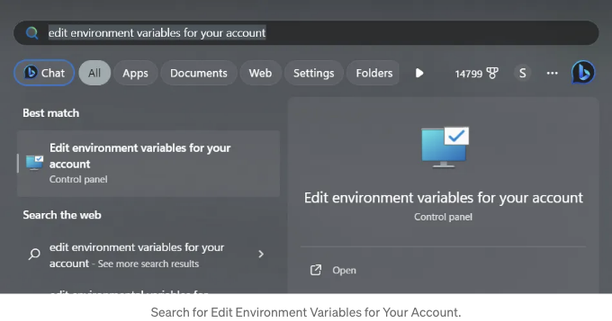 edit environment variables for your account
Chat
All
Apps
Documents
Web
Settings
Folders
14799
S
Best match
Edit environment variables for your
account
Control panel
Search the web
edit environment variables for your
account - See more search results
Edit environment variables for your account
Control panel
Open
Search for Edit Environment Variables for Your Account.